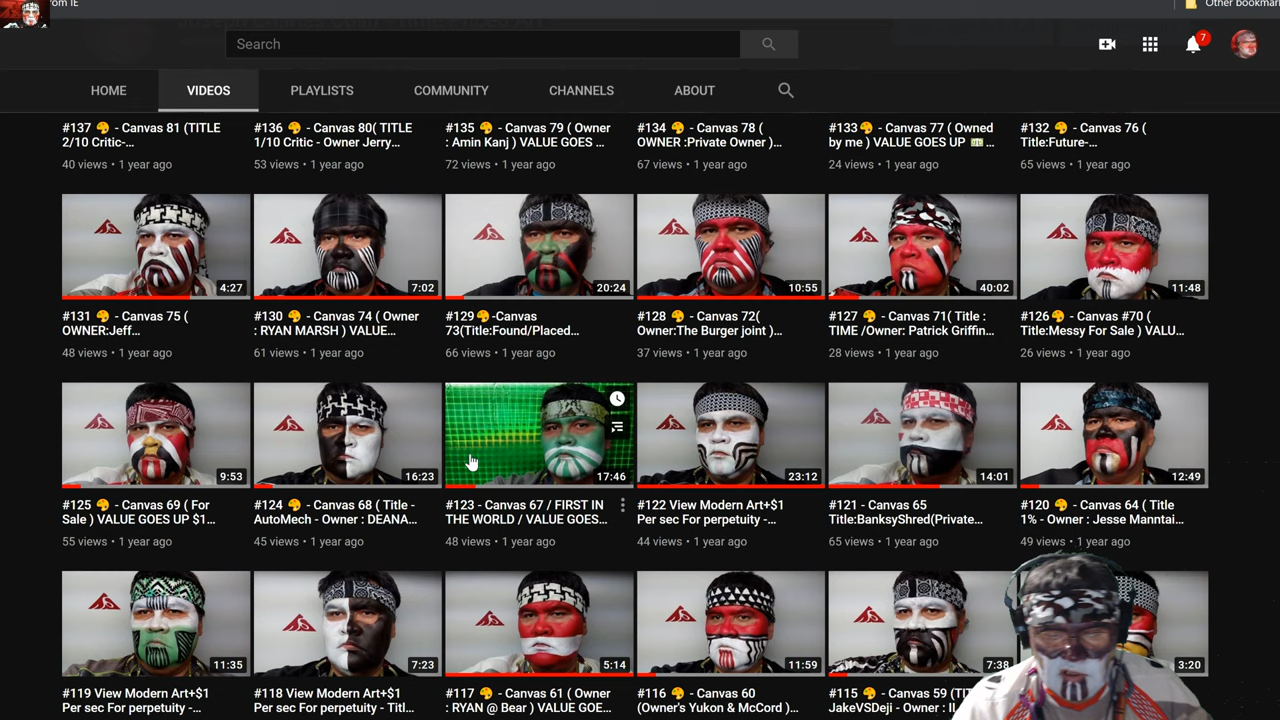 om IE
Other bookmar
Search
7
HOME
VIDEOS
PLAYLISTS
COMMUNITY
CHANNELS
ABOUT
#137 🎨 - Canvas 81 (TITLE
2/10 Critic-...
40 views • 1 year ago
#136 🎨 - Canvas 80( TITLE
1/10 Critic - Owner Jerry...
53 views • 1 year ago
#135 🎨 - Canvas 79 ( Owner
: Amin Kanj ) VALUE GOES ...
72 views • 1 year ago
#134 🎨 - Canvas 78 (
OWNER :Private Owner )...
67 views • 1 year ago
#133🎨 - Canvas 77 ( Owned
by me ) VALUE GOES UP 💵...
24 views • 1 year ago
#132 🎨 - Canvas 76 (
Title:Future-...
65 views • 1 year ago
4:27
#131 🎨 - Canvas 75 (
OWNER:Jeff...
48 views • 1 year ago
7:02
#130 🎨 - Canvas 74 ( Owner
: RYAN MARSH ) VALUE...
61 views • 1 year ago
20:24
#129🎨-Canvas
73(Title:Found/Placed...
66 views • 1 year ago
10:55
#128 🎨 - Canvas 72(
Owner:The Burger joint )...
37 views • 1 year ago
40:02
#127 🎨 - Canvas 71( Title :
TIME /Owner: Patrick Griffin...
28 views • 1 year ago
11:48
#126🎨 - Canvas #70 (
Title:Messy For Sale ) VALU...
26 views • 1 year ago
9:53
#125 🎨 - Canvas 69 ( For
Sale ) VALUE GOES UP $1...
55 views • 1 year ago
16:23
#124 🎨 - Canvas 68 ( Title -
AutoMech - Owner : DEANA...
45 views • 1 year ago
17:46
#123 - Canvas 67 / FIRST IN
THE WORLD / VALUE GOES...
48 views • 1 year ago
23:12
#122 View Modern Art+$1
Per sec For perpetuity -...
44 views • 1 year ago
14:01
#121 - Canvas 65
Title:BanksyShred(Private...
65 views • 1 year ago
12:49
#120 🎨 - Canvas 64 ( Title
1% - Owner : Jesse Manntai...
49 views • 1 year ago
11:35
#119 View Modern Art+$1
Per sec For perpetuity -...
7:23
#118 View Modern Art+$1
Per sec For perpetuity - Titl...
5:14
#117 🎨 - Canvas 61 ( Owner
: RYAN @ Bear ) VALUE GOE...
11:59
#116 🎨 - Canvas 60
(Owner's Yukon & McCord )...
7:38
#115 🎨 - Canvas 59 (TIT
JakeVSDeji - Owner :
3:20